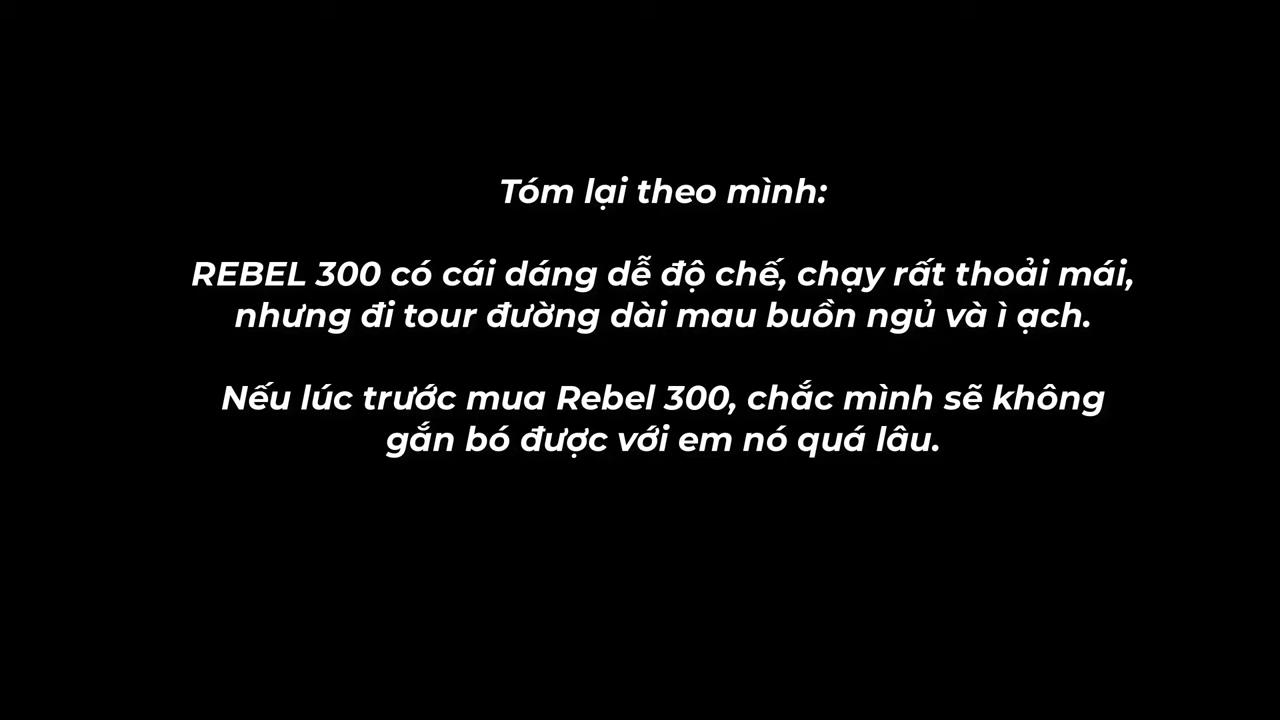 Tóm lại theo mình:
REBEL 300 có cái dáng dễ độ chế, chạy rất thoải mái,
nhưng đi tour đường dài mau buồn ngủ và ì ạch.
Nếu lúc trước mua Rebel 300, chắc mình sẽ không
gắn bó được với em nó quá lâu.